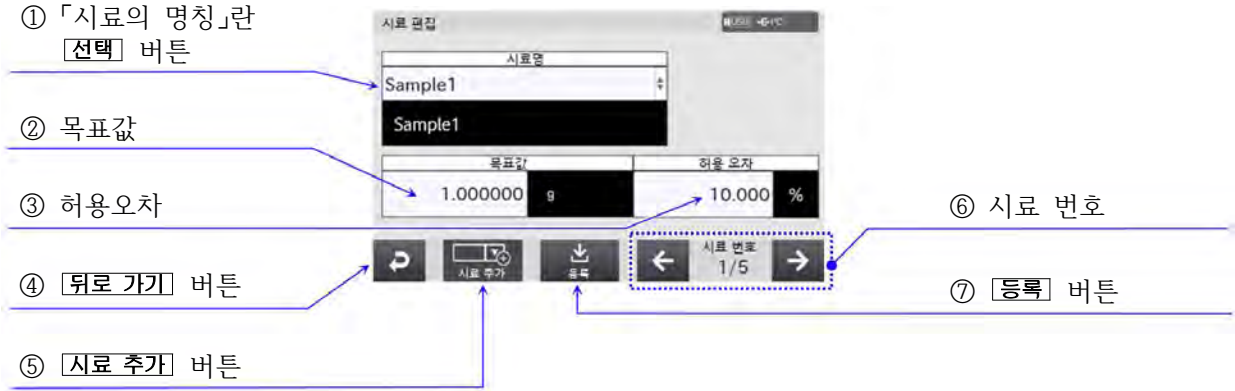 ① 「시료의 명칭」란
선택 버튼
② 목표값
③ 허용오차
④ 뒤로 가기 버튼
⑤ 시료 추가 버튼
시료 편집
USB
시료명
Sample1
Sample1
목표값 허용 오차
1.000000 g 10.000 %
시료 추가
등록
시료 번호
1/5
⑥ 시료 번호
⑦ 등록 버튼